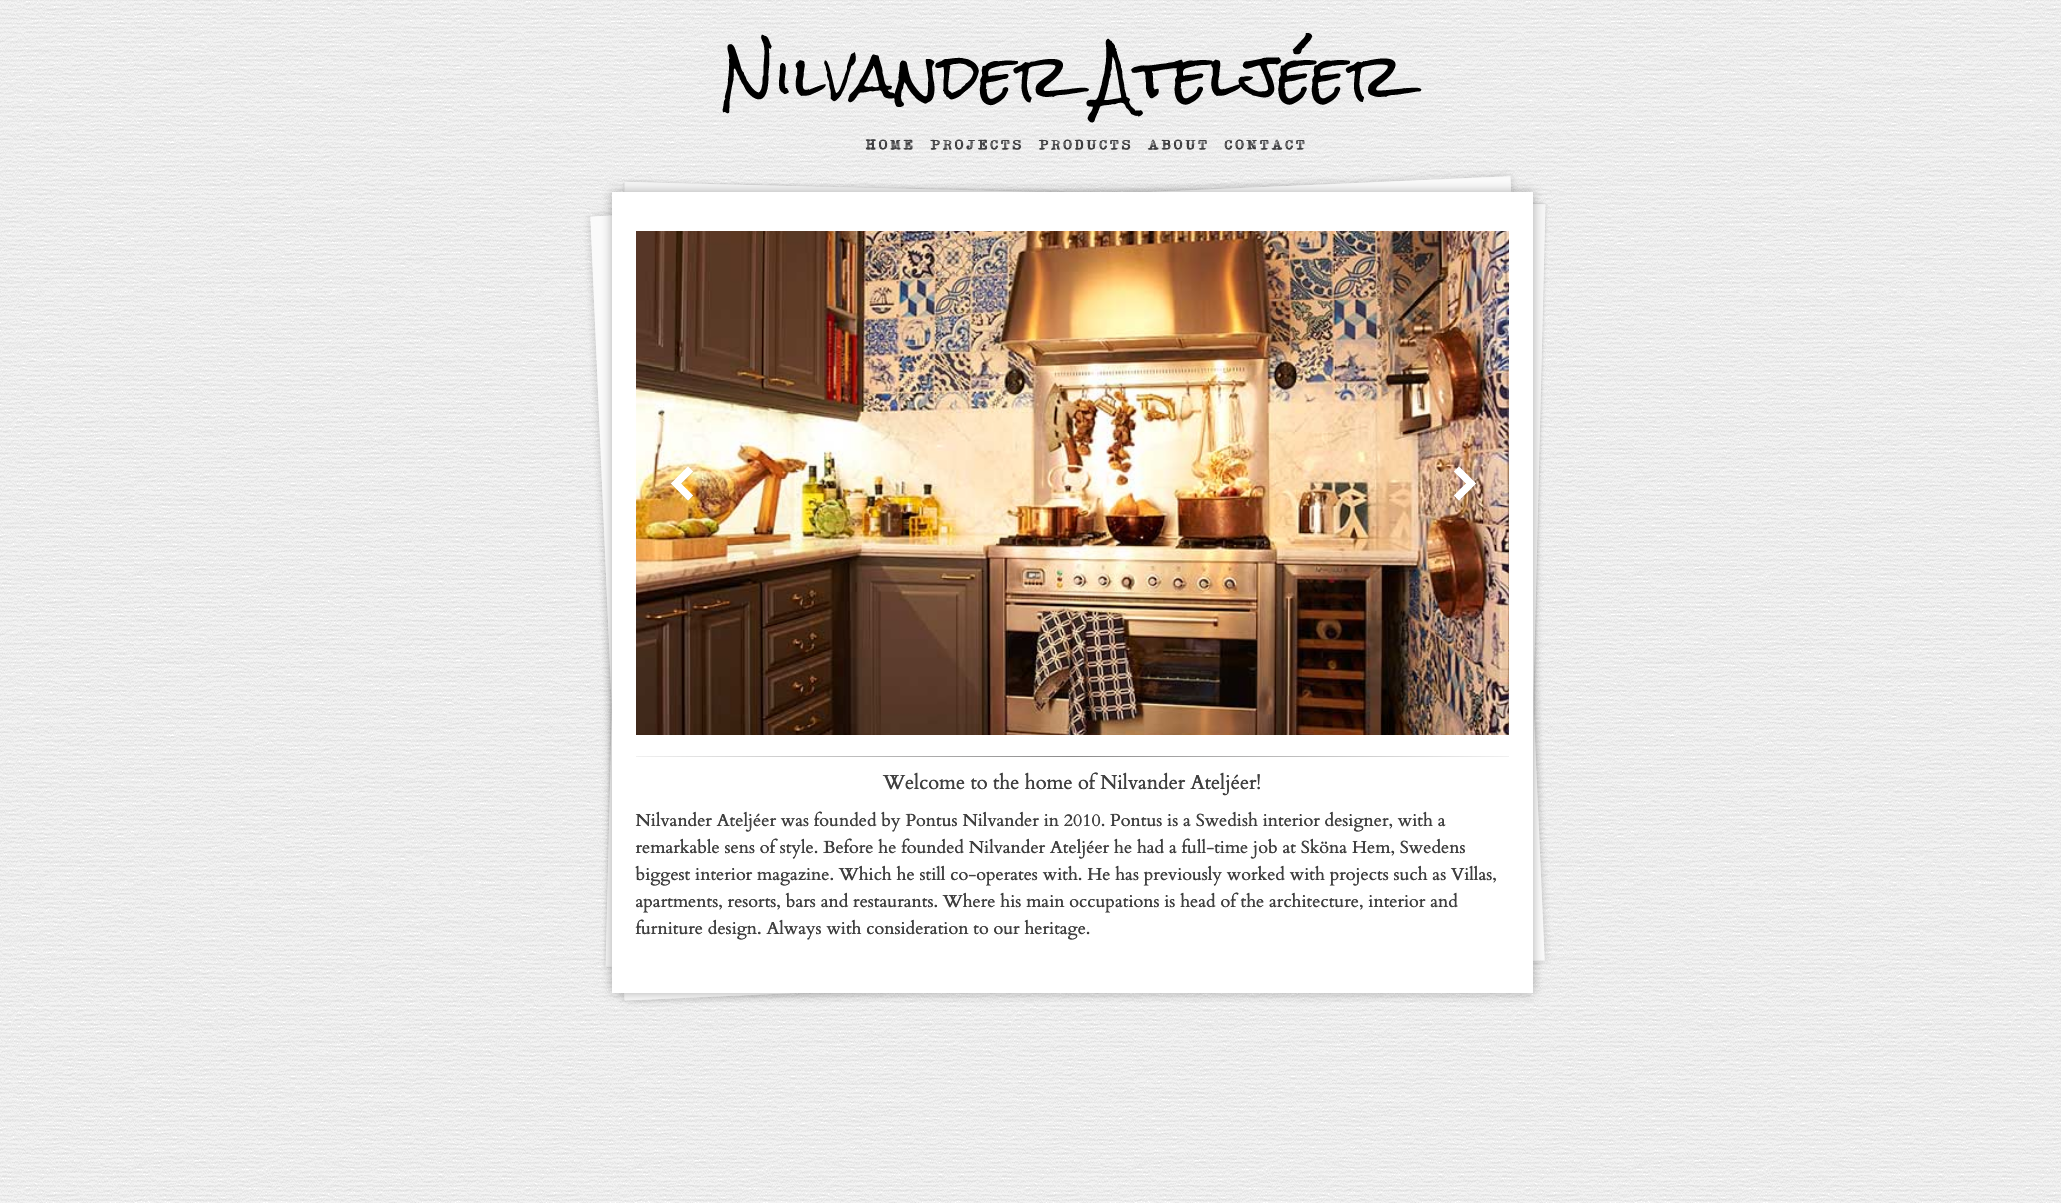 Nilvander Ateljéer
HOME PROJECTS PRODUCTS ABOUT CONTACT
Welcome to the home of Nilvander Ateljéer!
Nilvander Ateljéer was founded by Pontus Nilvander in 2010. Pontus is a Swedish interior designer, with a
remarkable sens of style. Before he founded Nilvander Ateljéer he had a full-time job at Sköna Hem, Swedens
biggest interior magazine. Which he still co-operates with. He has previously worked with projects such as Villas,
apartments, resorts, bars and restaurants. Where his main occupations is head of the architecture, interior and
furniture design. Always with consideration to our heritage.